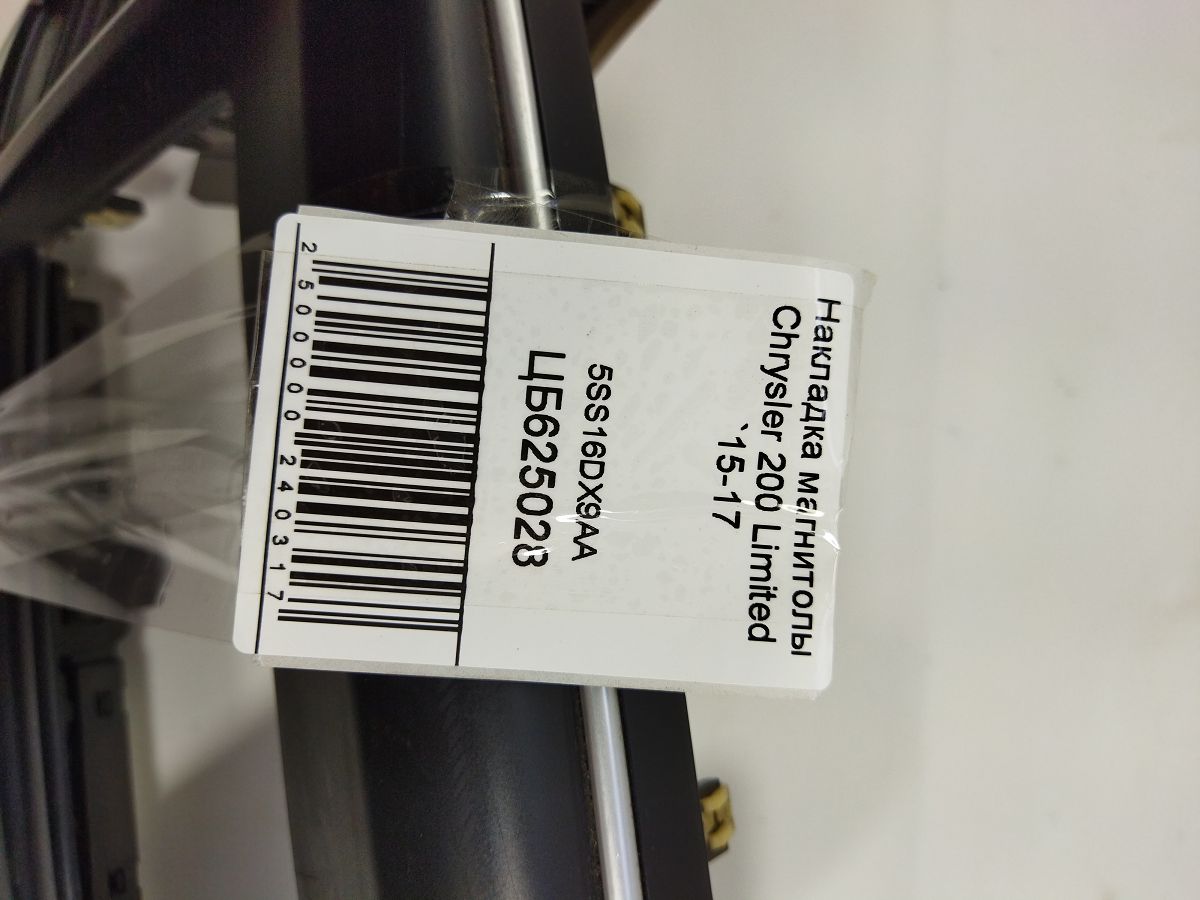 Накладка магнитолы
Chrysler 200 Limited
`15-17
5SS16DX9AA
ЦБ625028
2500000240317